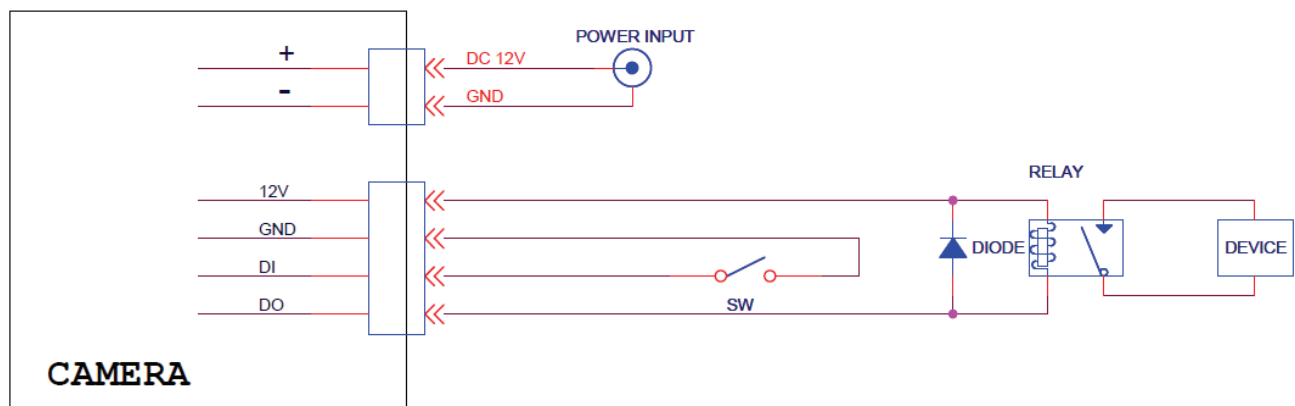 POWER INPUT
+
DC 12V
-
GND
RELAY
12V
GND
DIODE
DEVICE
DI
DO
SW
CAMERA